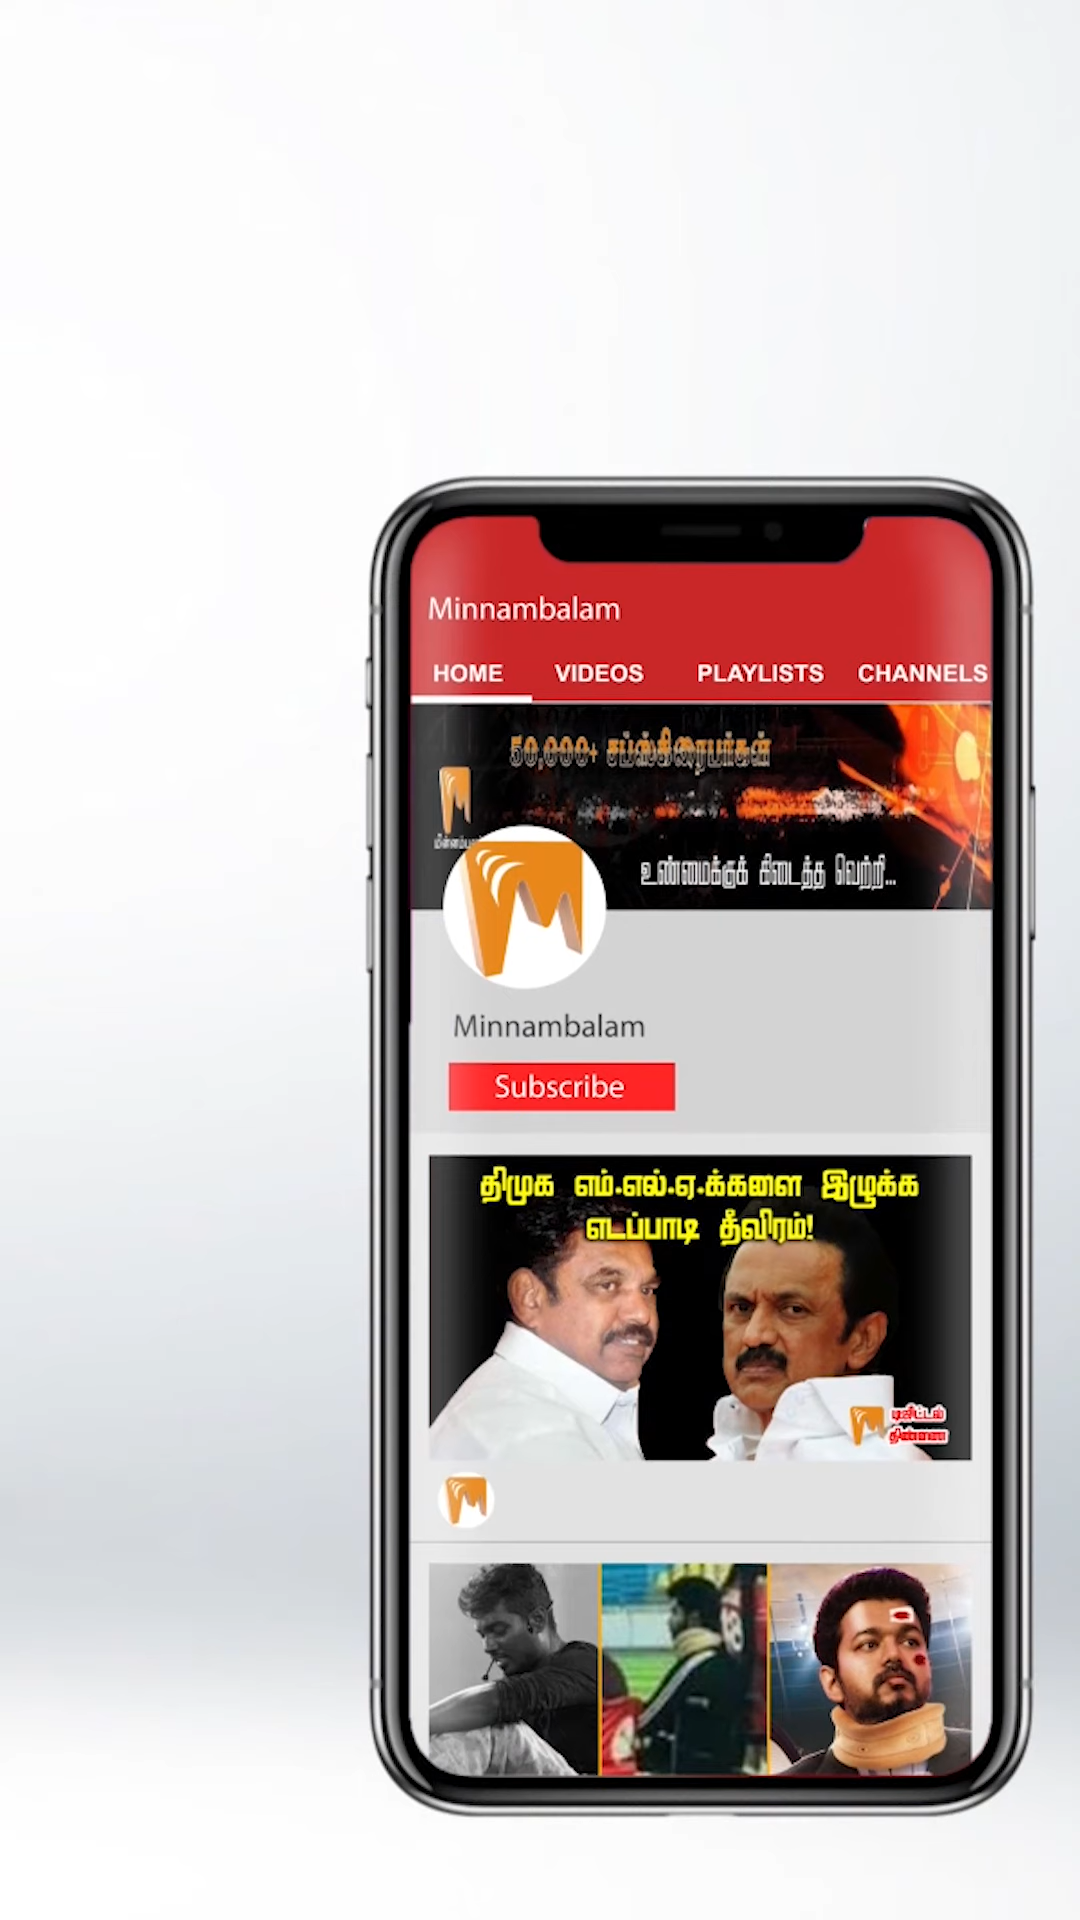 Minnambalam
HOME VIDEOS PLAYLISTS CHANNELS
50,000+ சப்ஸ்கிரைபர்கள்
உண்மைக்குக் கிடைத்த வெற்றி...
Minnambalam
Subscribe
திமுக எம்.எல்.ஏ.க்களை இழுக்க
எடப்பாடி தீவிரம்!
டிஜிட்டல்
திண்ணை